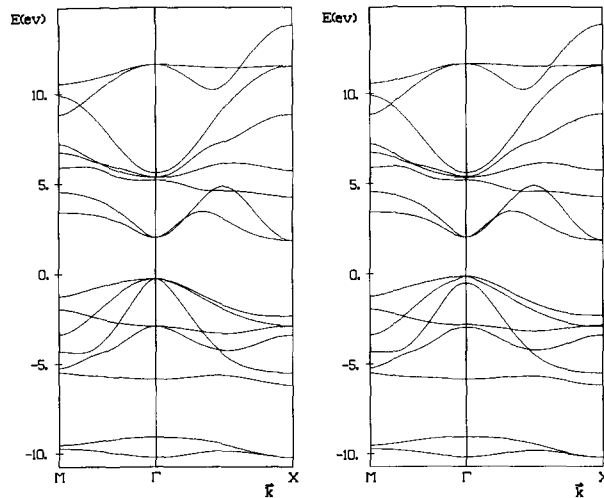 E(ev)
10.
5.
0.
-5.
-10.
M Γ X
k⃗
E(ev)
10.
5.
0.
-5.
-10.
M Γ X
k⃗